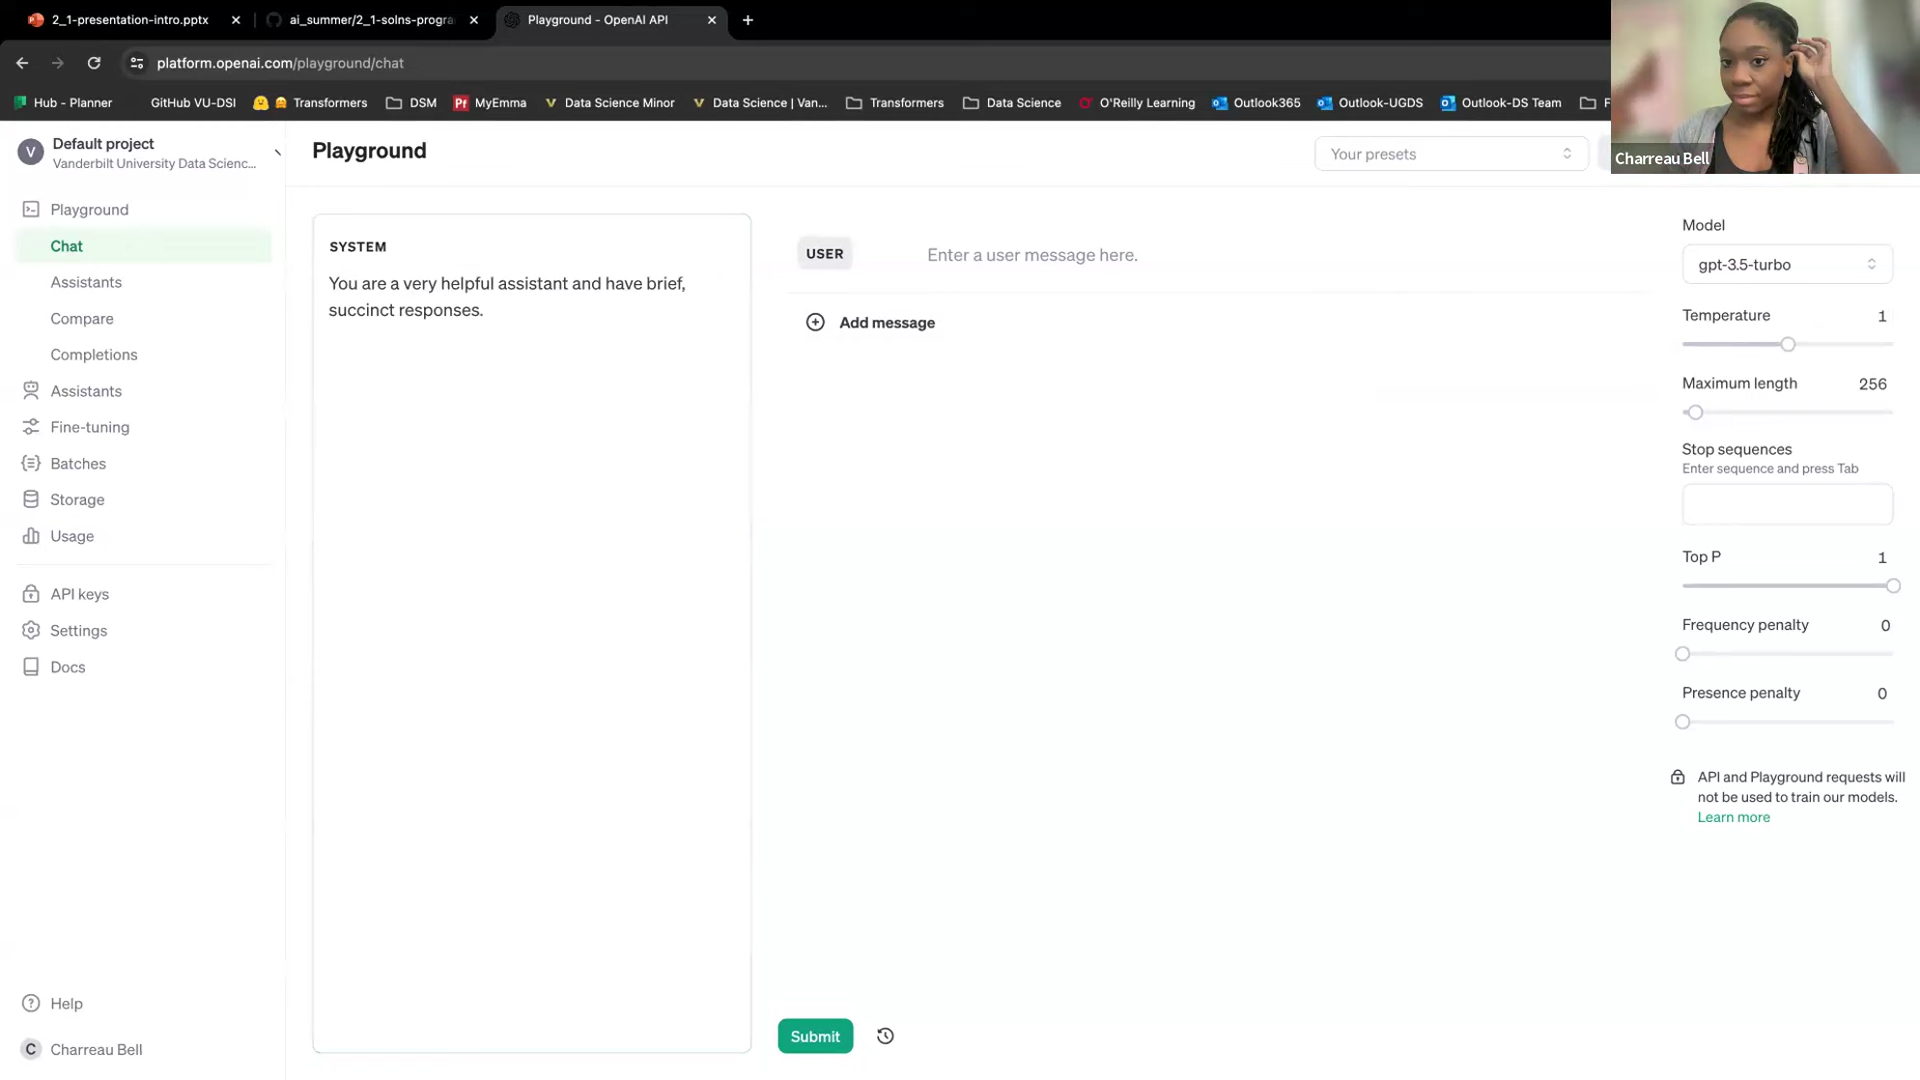 2_1-presentation-intro.pptx
ai_summer/2_1-solns-progra
Playground - OpenAI API
platform.openai.com/playground/chat
Hub - Planner
GitHub VU-DSI
Transformers
DSM
Pf MyEmma
Data Science Minor
Data Science | Van...
Transformers
Data Science
O'Reilly Learning
Outlook365
Outlook-UGDS
Outlook-DS Team
F
Charreau Bell
V
Default project
Vanderbilt University Data Scienc...
Playground
Chat
Assistants
Compare
Completions
Assistants
Fine-tuning
Batches
Storage
Usage
API keys
Settings
Docs
Help
C Charreau Bell
Playground
Your presets
SYSTEM
You are a very helpful assistant and have brief,
succinct responses.
USER
Enter a user message here.
Add message
Submit
Model
gpt-3.5-turbo
Temperature 1
Maximum length 256
Stop sequences
Enter sequence and press Tab
Top P 1
Frequency penalty 0
Presence penalty 0
API and Playground requests will
not be used to train our models.
Learn more